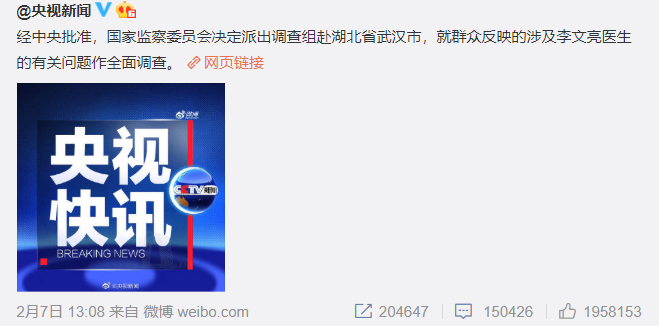 @央视新闻
经中央批准，国家监察委员会决定派出调查组赴湖北省武汉市，就群众反映的涉及李文亮医生
的有关问题作全面调查。 网页链接
微博
央视
CCTV 新闻
快讯
BREAKING NEWS
@央视新闻
2月7日 13:08 来自 微博 weibo.com 204647 150426 1958153